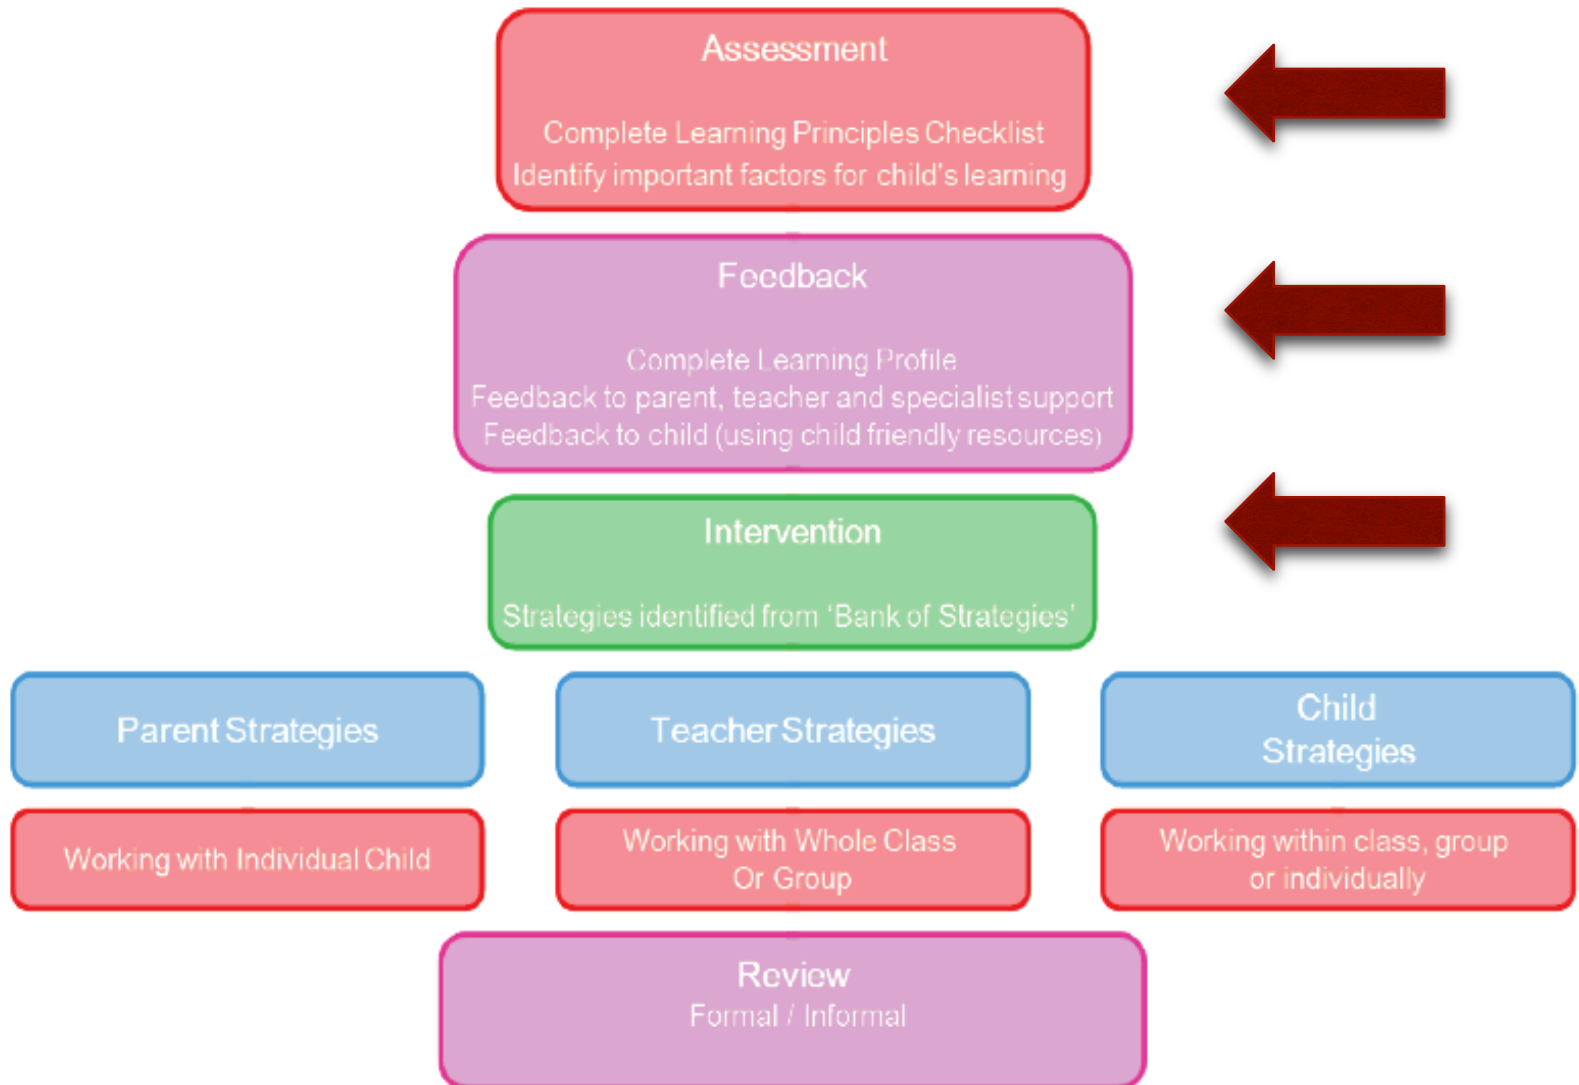 Assessment
Complete Learning Principles Checklist
Identify important factors for child's learning
Feedback
Complete Learning Profile
Feedback to parent, teacher and specialist support
Feedback to child (using child friendly resources)
Intervention
Strategies identified from ‘Bank of Strategies’
Parent Strategies
Teacher Strategies
Child
Strategies
Working with Individual Child
Working with Whole Class
Or Group
Working within class, group
or individually
Review
Formal / Informal